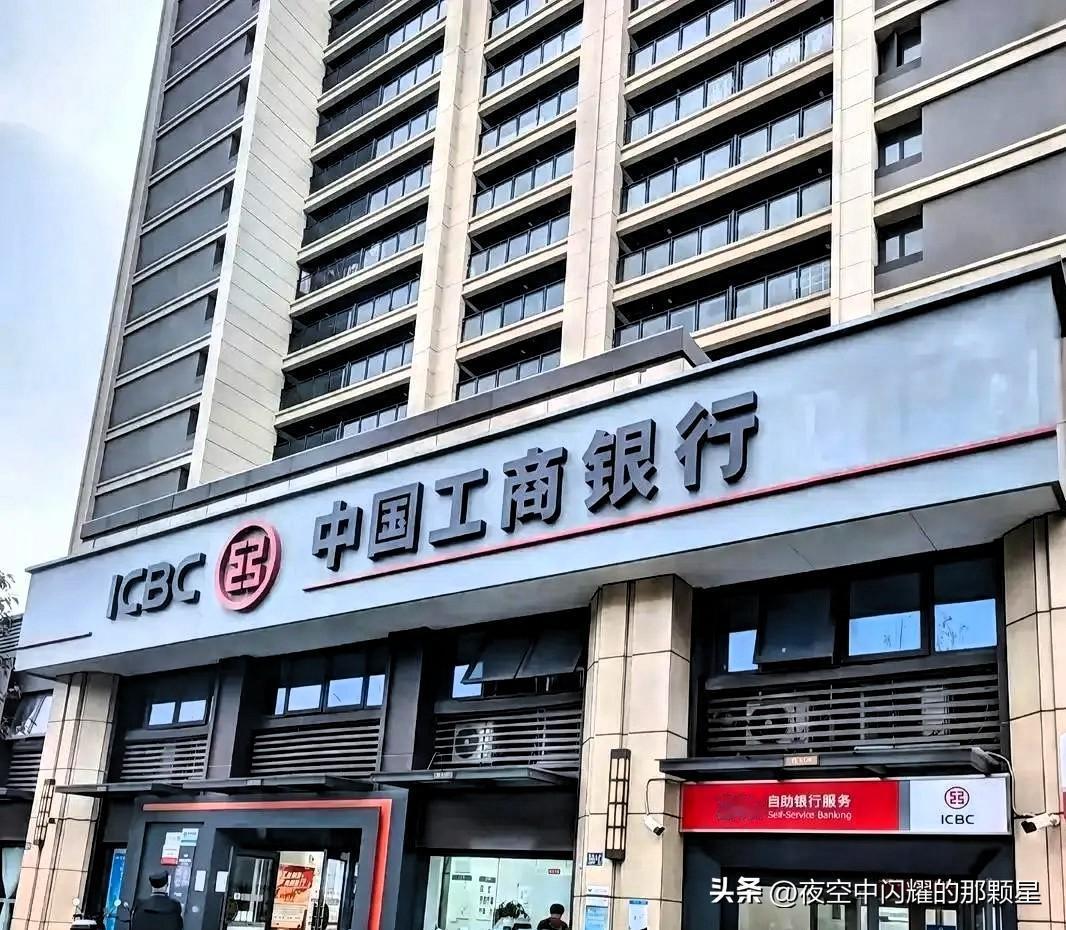 ICBC 中国工商银行
自助银行服务
Self-Service Banking
ICBC
头条 @夜空中闪耀的那颗星